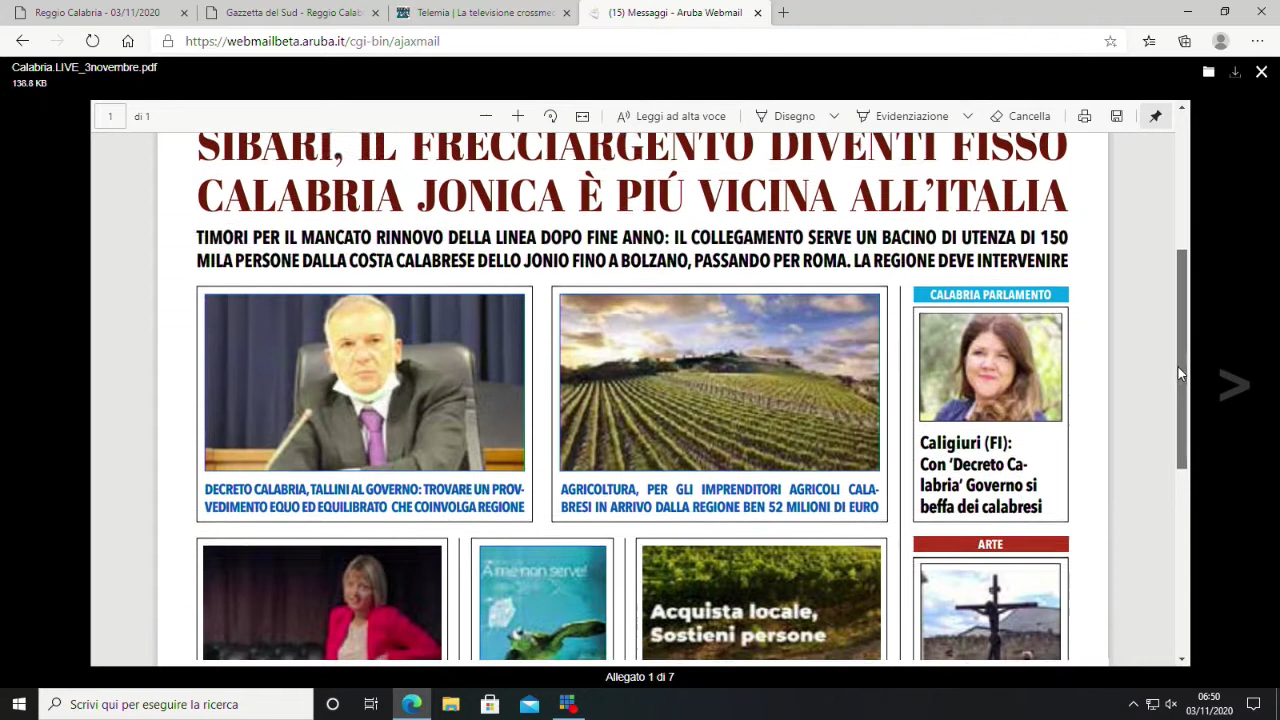 Reggio Calabria - 03/11/2020
Gazzetta del Sud - Reggio Calab
Telemia | La televisione crossmed
(15) Messaggi - Aruba Webmail
https://webmailbeta.aruba.it/cgi-bin/ajaxmail
Calabria.LIVE_3novembre.pdf
138.8 KB
1 di 1
Leggi ad alta voce
Disegno
Evidenziazione
Cancella
SIBARI, IL FRECCIARGENTO DIVENTI FISSO
CALABRIA JONICA È PIÚ VICINA ALL'ITALIA
TIMORI PER IL MANCATO RINNOVO DELLA LINEA DOPO FINE ANNO: IL COLLEGAMENTO SERVE UN BACINO DI UTENZA DI 150
MILA PERSONE DALLA COSTA CALABRESE DELLO JONIO FINO A BOLZANO, PASSANDO PER ROMA. LA REGIONE DEVE INTERVENIRE
DECRETO CALABRIA, TALLINI AL GOVERNO: TROVARE UN PROV-
VEDIMENTO EQUO ED EQUILIBRATO CHE COINVOLGA REGIONE
AGRICOLTURA, PER GLI IMPRENDITORI AGRICOLI CALA-
BRESI IN ARRIVO DALLA REGIONE BEN 52 MILIONI DI EURO
CALABRIA PARLAMENTO
Caligiuri (FI):
Con 'Decreto Ca-
labria' Governo si
beffa dei calabresi
A me non serve!
Acquista locale,
Sostieni persone
ARTE
>
Allegato 1 di 7
Scrivi qui per eseguire la ricerca
06:50
03/11/2020